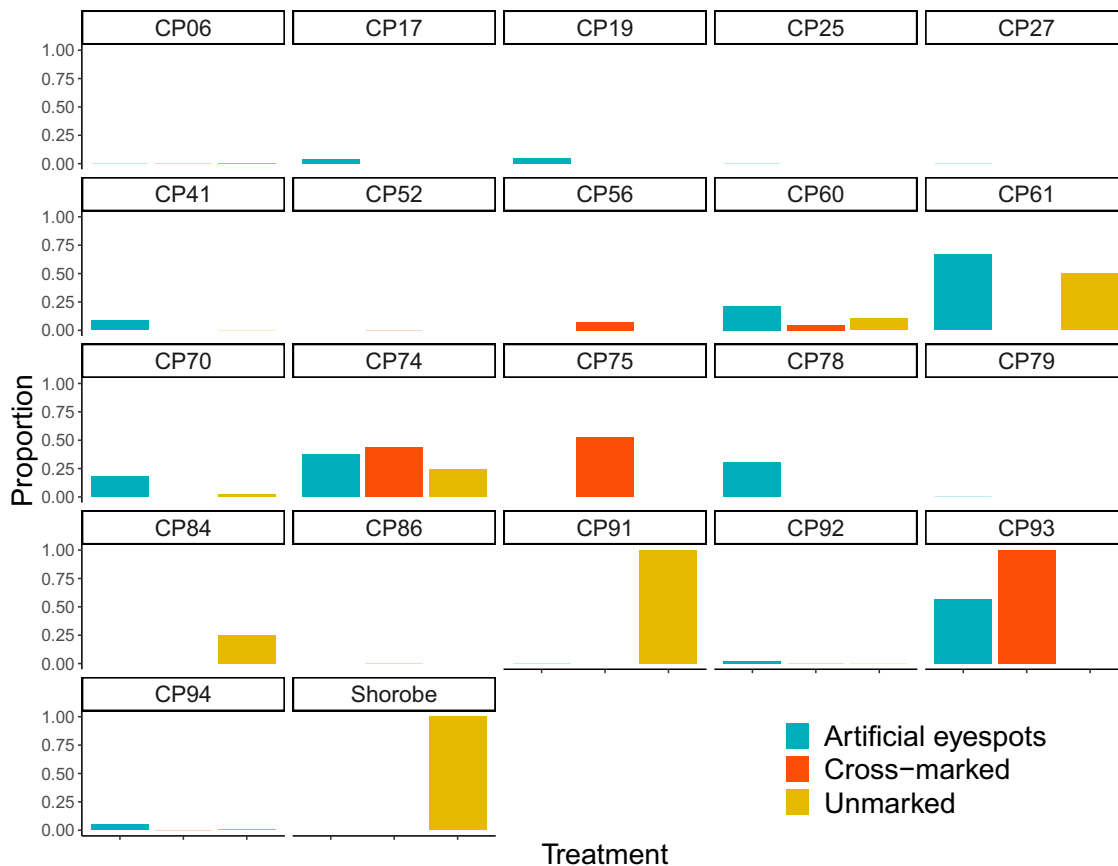 CP06 CP17 CP19 CP25 CP27
1.00
0.75
0.50
0.25
0.00
CP41 CP52 CP56 CP60 CP61
1.00
0.75
0.50
0.25
0.00
CP70 CP74 CP75 CP78 CP79
1.00
0.75
0.50
0.25
0.00
Proportion
CP84 CP86 CP91 CP92 CP93
1.00
0.75
0.50
0.25
0.00
CP94 Shorobe
1.00
0.75
0.50
0.25
0.00
Artificial eyespots
Cross−marked
Unmarked
Treatment